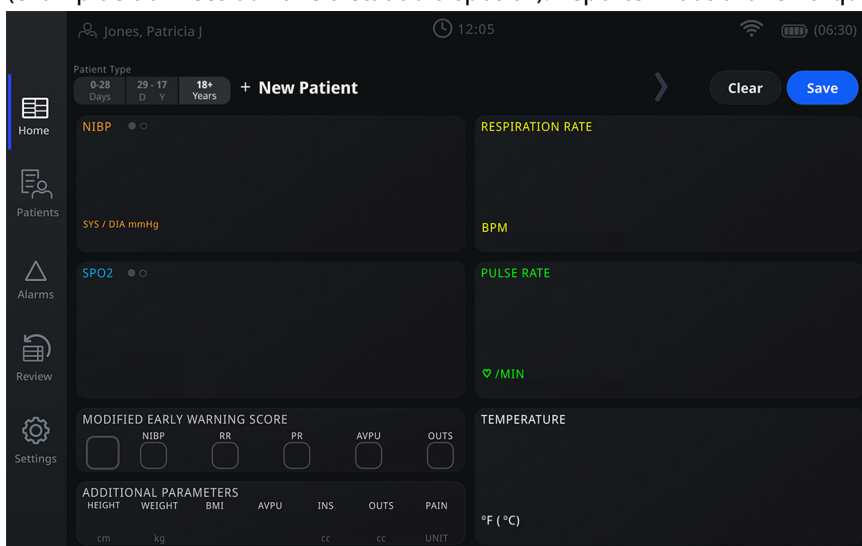 Jones, Patricia J
12:05
(06:30)
Patient Type
0-28 Days
29 - 17 D Y
18+ Years
+ New Patient
Clear
Save
Home
Patients
Alarms
Review
Settings
NIBP
SYS / DIA mmHg
RESPIRATION RATE
BPM
SPO2
PULSE RATE
/MIN
MODIFIED EARLY WARNING SCORE
NIBP RR PR AVPU OUTS
ADDITIONAL PARAMETERS
HEIGHT WEIGHT BMI AVPU INS OUTS PAIN
cm kg cc cc UNIT
TEMPERATURE
°F ( °C)